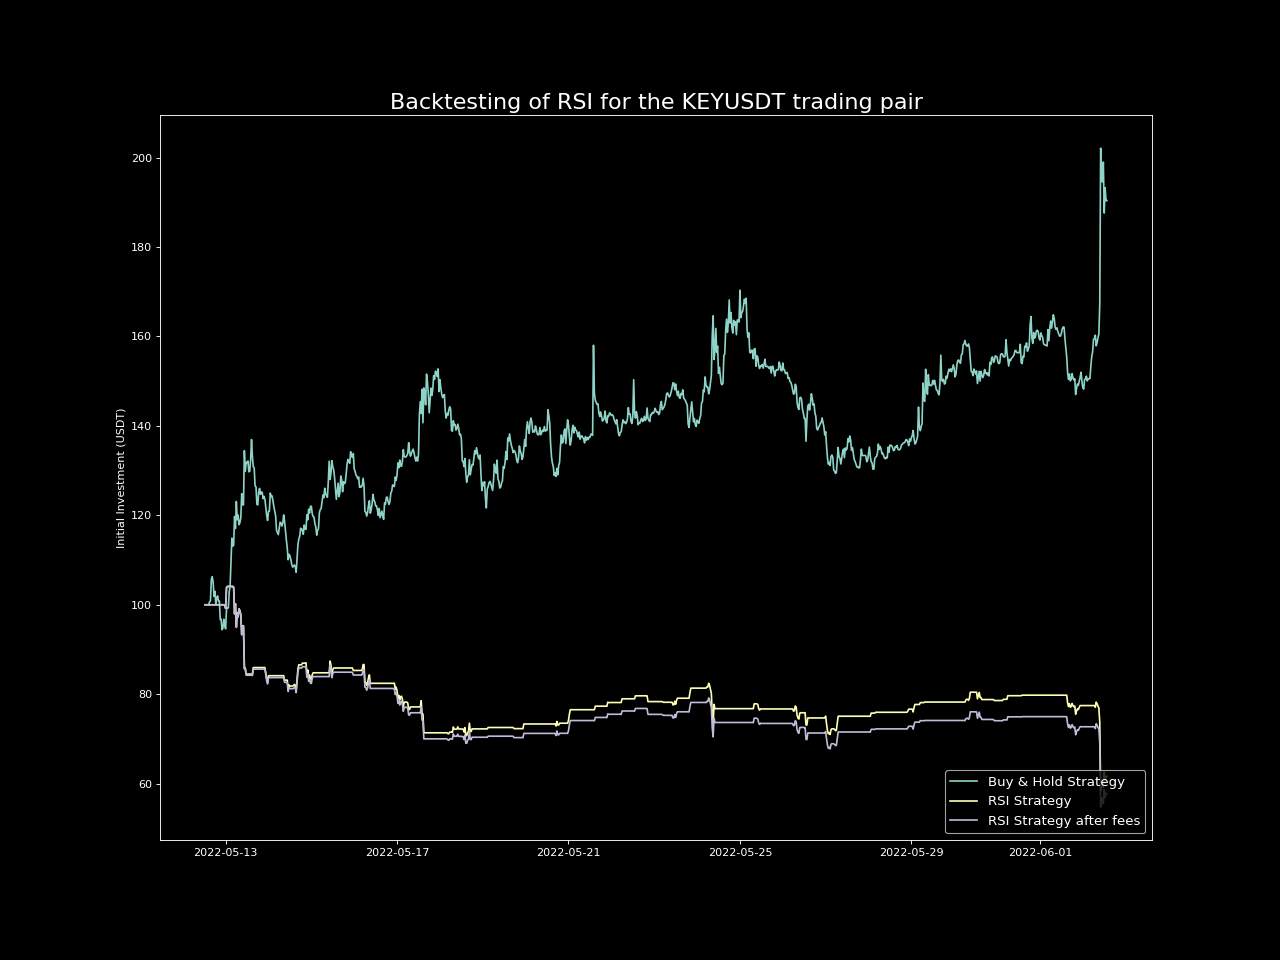 Backtesting of RSI for the KEYUSDT trading pair
Initial Investment (USDT)
200
180
160
140
120
100
80
60
2022-05-13
2022-05-17
2022-05-21
2022-05-25
2022-05-29
2022-06-01
Buy & Hold Strategy
RSI Strategy
RSI Strategy after fees